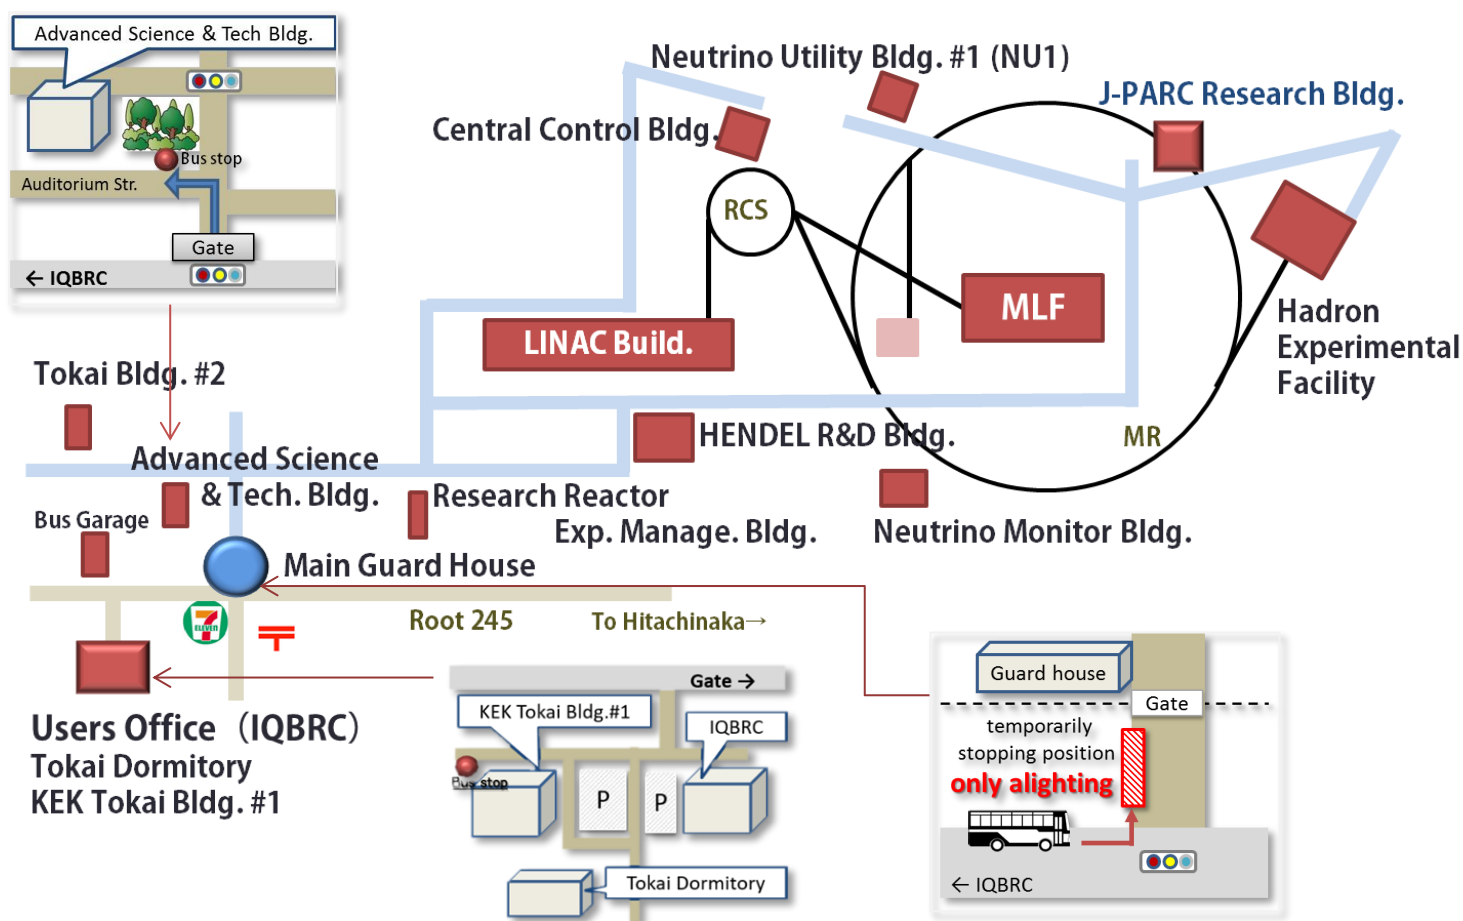 Advanced Science & Tech Bldg.
Bus stop
Auditorium Str.
Gate
← IQBRC
Neutrino Utility Bldg. #1 (NU1)
J-PARC Research Bldg.
Central Control Bldg.
RCS
MLF
LINAC Build.
Hadron
Experimental
Facility
Tokai Bldg. #2
HENDEL R&D Bldg.
MR
Advanced Science
& Tech. Bldg.
Research Reactor
Exp. Manage. Bldg.
Neutrino Monitor Bldg.
Bus Garage
Main Guard House
7
ELEVEN
〒
Root 245
To Hitachinaka→
Users Office（IQBRC）
Tokai Dormitory
KEK Tokai Bldg. #1
Gate →
KEK Tokai Bldg.#1
IQBRC
Bus stop
P
P
Tokai Dormitory
Guard house
Gate
temporarily
stopping position
only alighting
← IQBRC